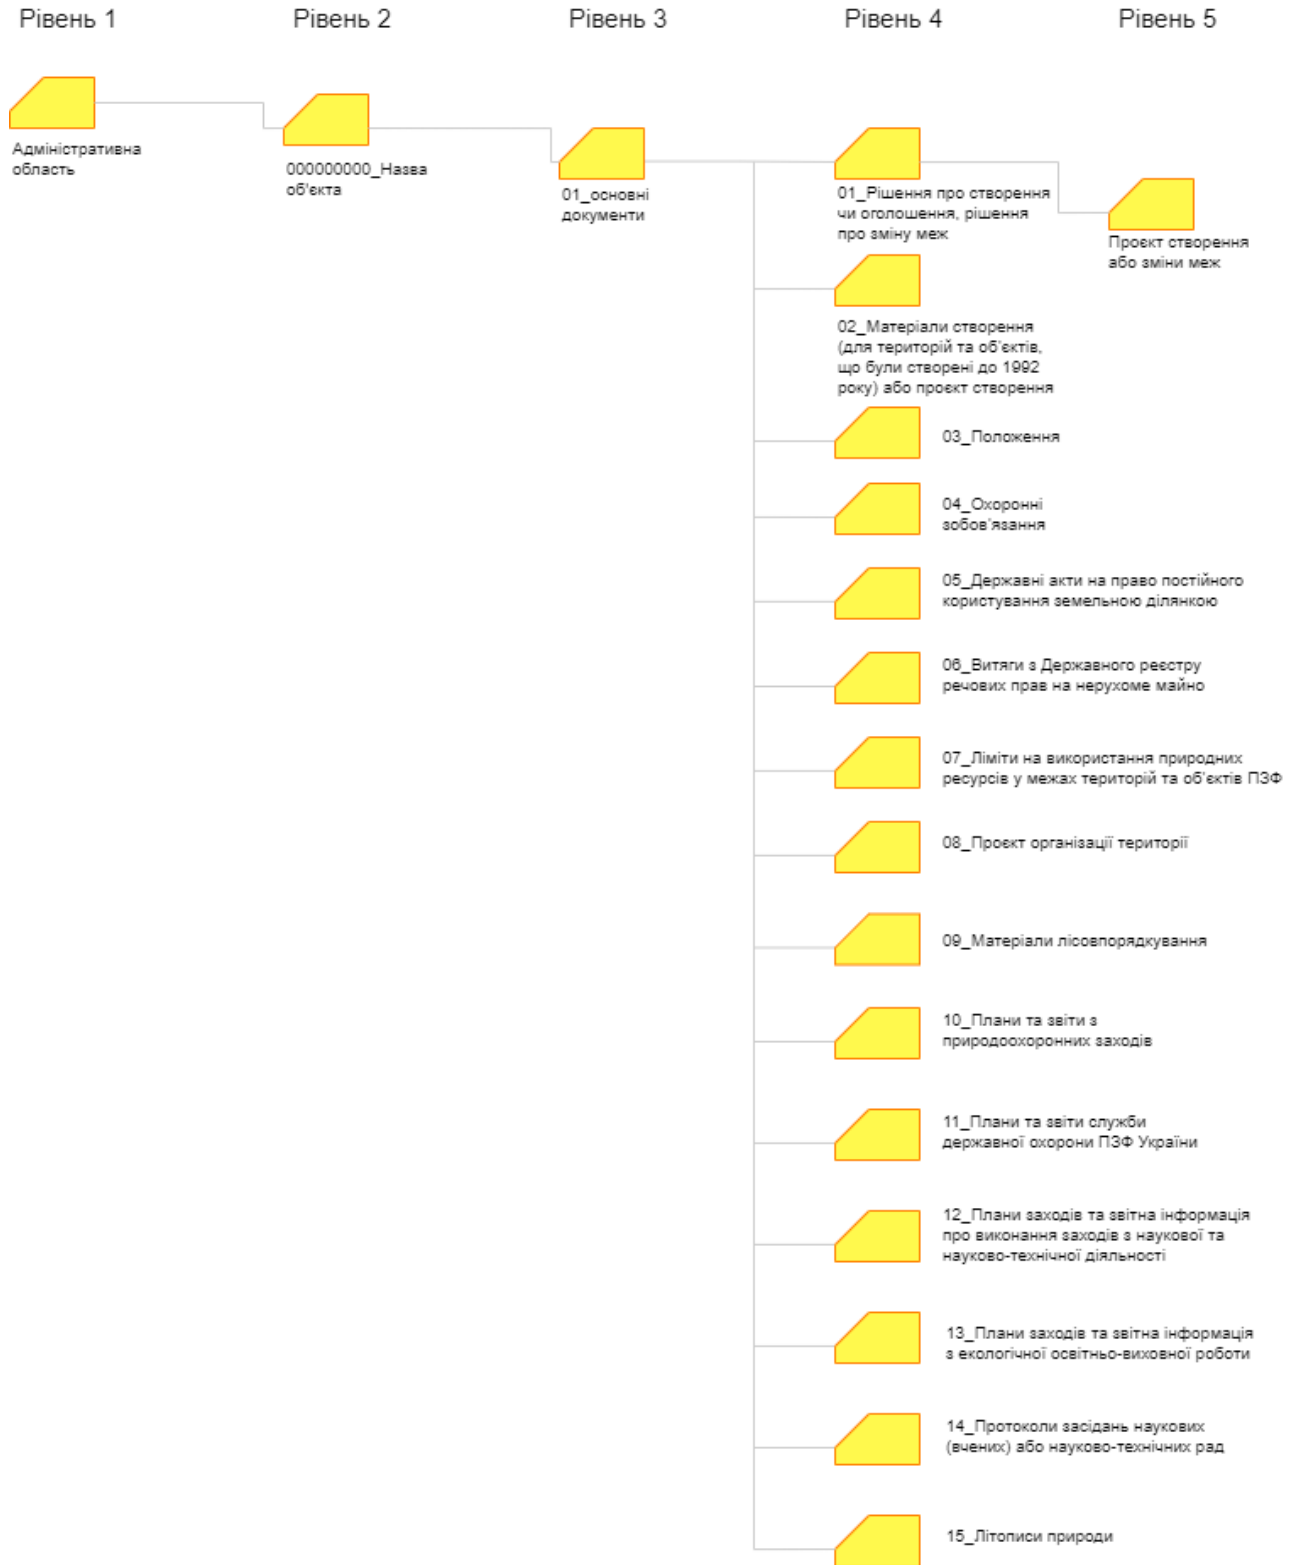 Рівень 1
Рівень 2
Рівень 3
Рівень 4
Рівень 5
Адміністративна
область
000000000_Назва
об'єкта
01_основні
документи
01_Рішення про створення
чи оголошення, рішення
про зміну меж
Проєкт створення
або зміни меж
02_Матеріали створення
(для територій та об'єктів,
що були створені до 1992
року) або проєкт створення
03_Положення
04_Охоронні
зобов'язання
05_Державні акти на право постійного
користування земельною ділянкою
06_Витяги з Державного реєстру
речових прав на нерухоме майно
07_Ліміти на використання природних
ресурсів у межах територій та об'єктів ПЗФ
08_Проєкт організації території
09_Матеріали лісовпорядкування
10_Плани та звіти з
природоохоронних заходів
11_Плани та звіти служби
державної охорони ПЗФ України
12_Плани заходів та звітна інформація
про виконання заходів з наукової та
науково-технічної діяльності
13_Плани заходів та звітна інформація
з екологічної освітньо-виховної роботи
14_Протоколи засідань наукових
(вчених) або науково-технічних рад
15_Літописи природи